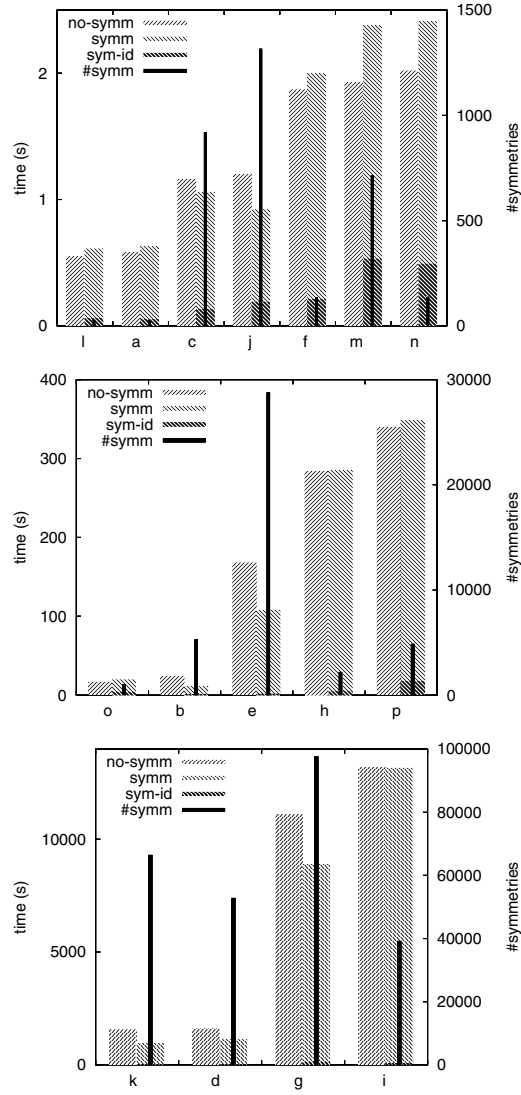 no-symm
symm
sym-id
#symm
time (s)
#symmetries
0
1
2
0
500
1000
1500
l a c j f m n
no-symm
symm
sym-id
#symm
time (s)
#symmetries
0
100
200
300
400
0
10000
20000
30000
o b e h p
no-symm
symm
sym-id
#symm
time (s)
#symmetries
0
5000
10000
0
20000
40000
60000
80000
100000
k d g i